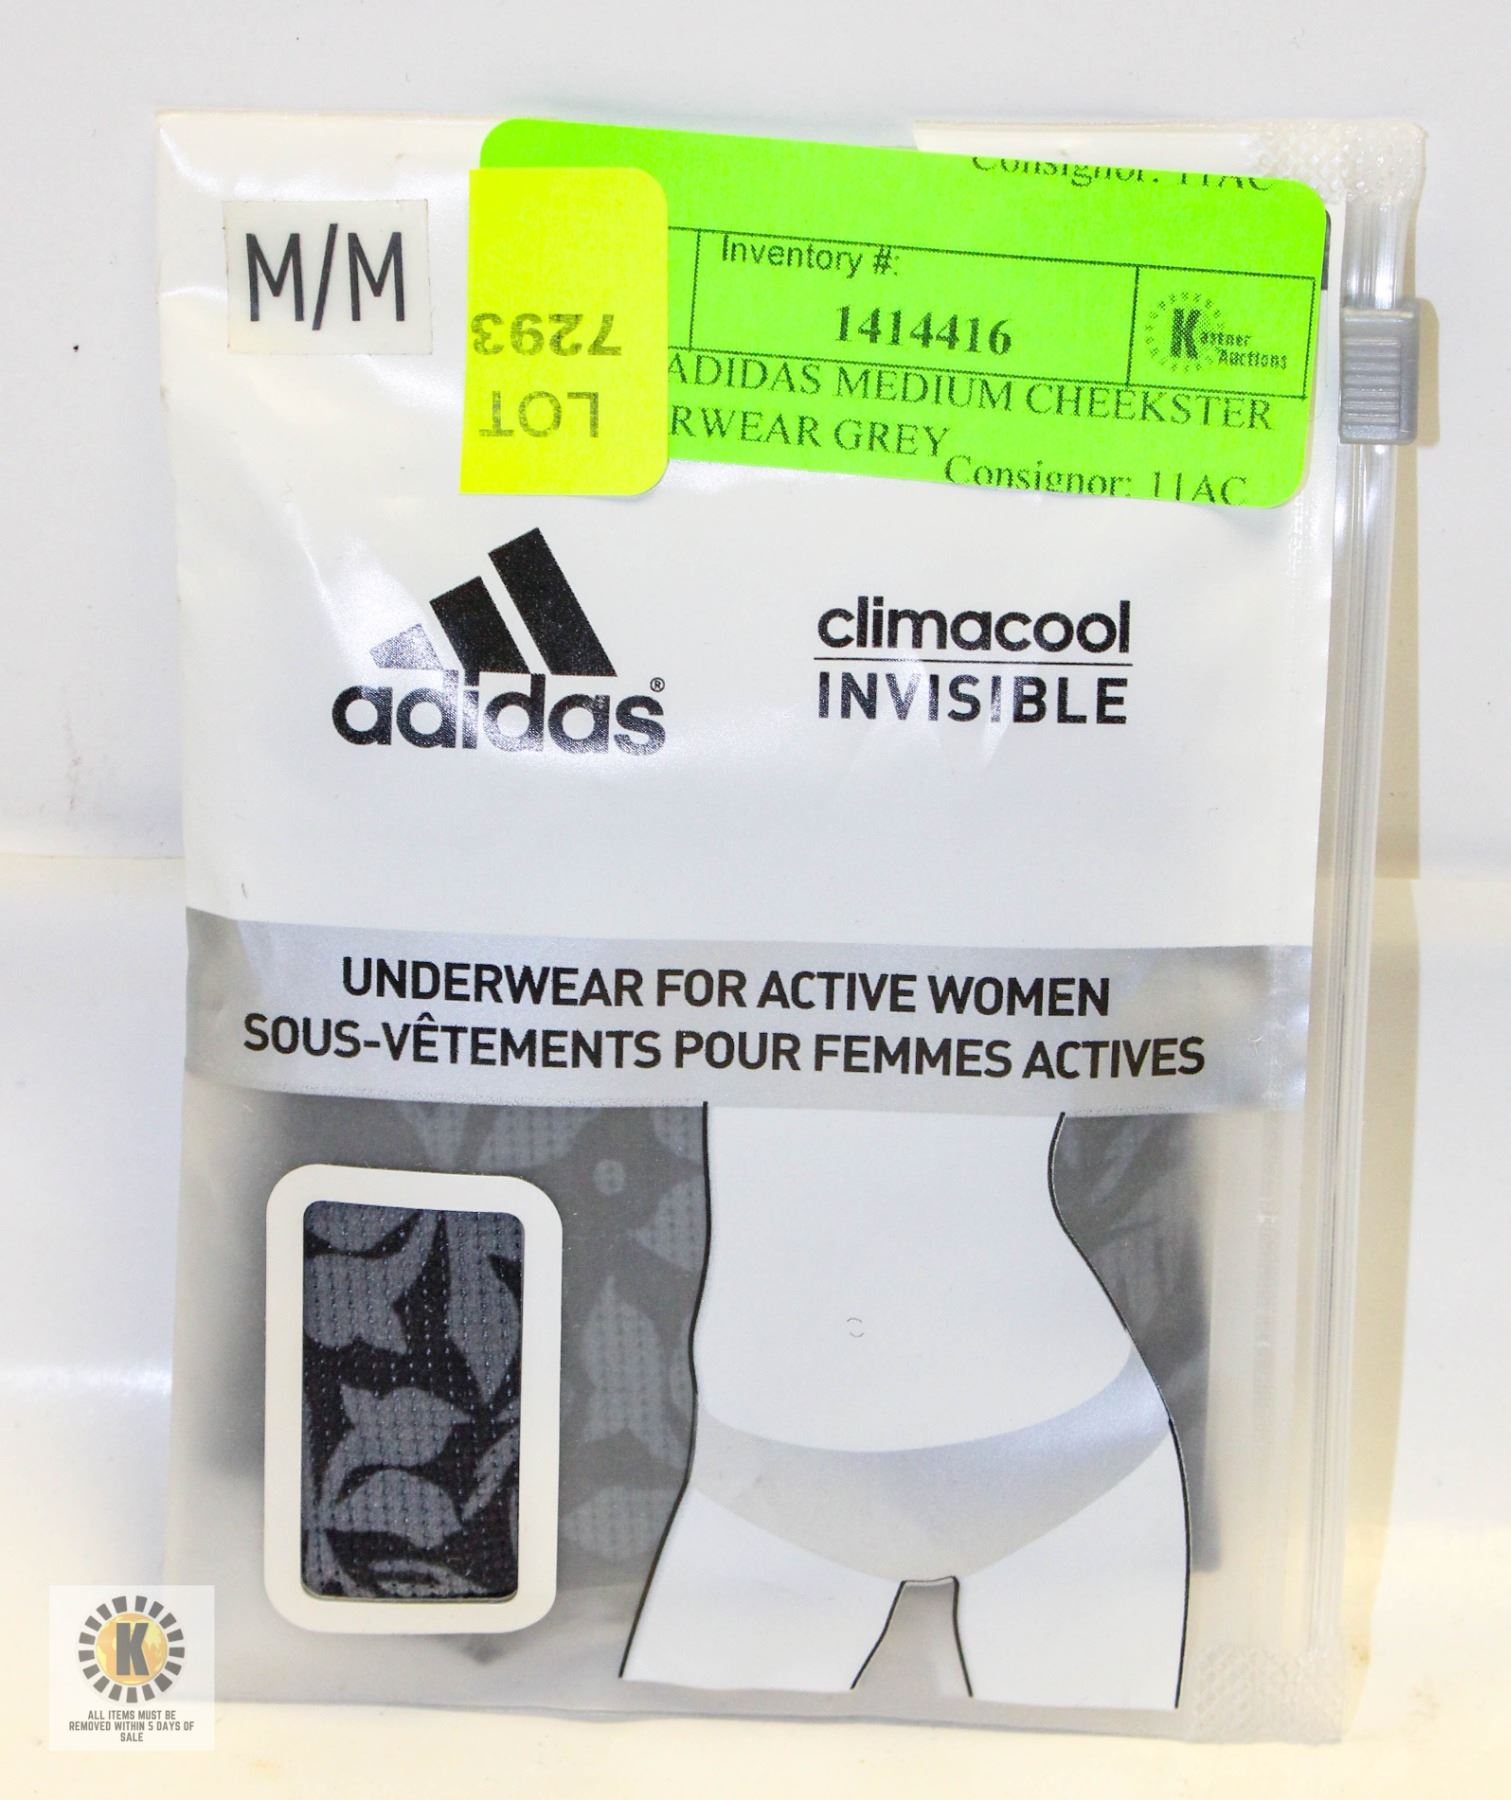 Consignor: 11AC
M/M
Inventory #:
1414416
Kastner
Auctions
LOT
7293
ADIDAS MEDIUM CHEEKSTER
RWEAR GREY
Consignor: 11AC
adidas®
climacool
INVISIBLE
UNDERWEAR FOR ACTIVE WOMEN
SOUS-VÊTEMENTS POUR FEMMES ACTIVES
K
ALL ITEMS MUST BE
REMOVED WITHIN 5 DAYS OF
SALE